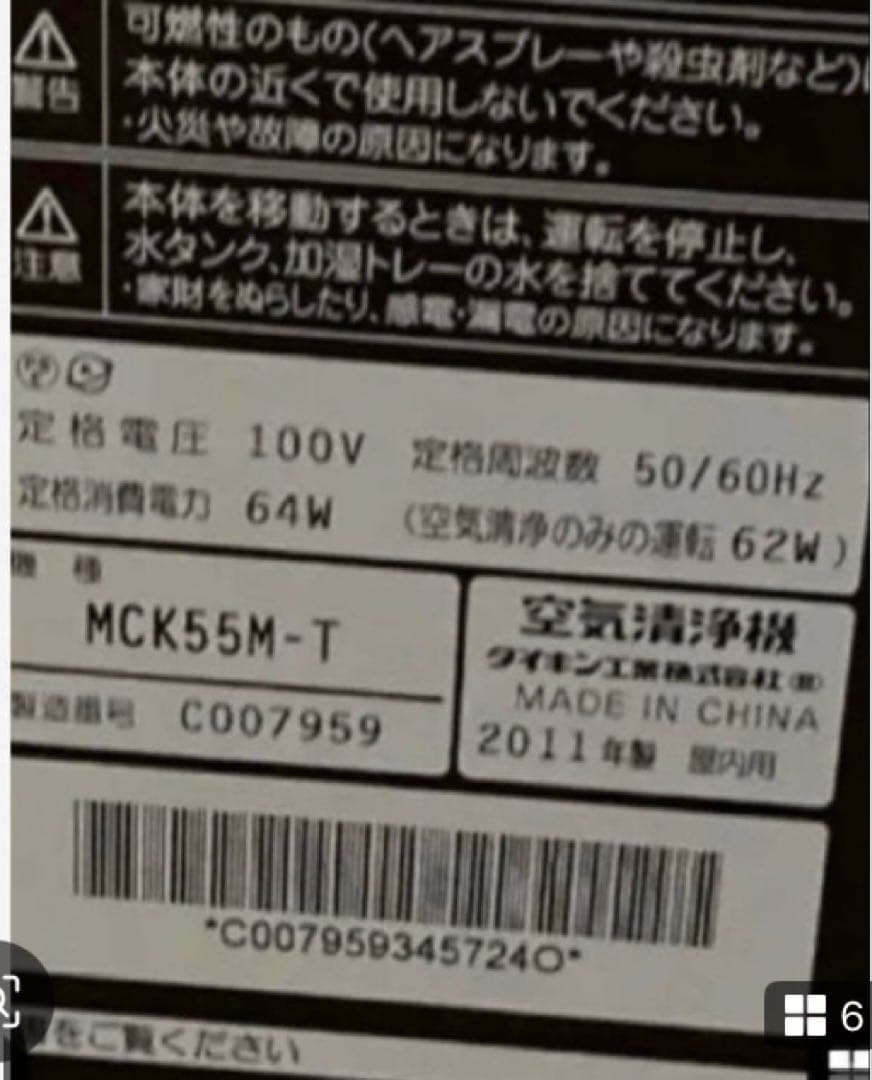 可燃性のもの(ヘアスプレーや殺虫剤など)は
警告
本体の近くで使用しないでください。
・火災や故障の原因になります。
本体を移動するときは、運転を停止し、
注意
水タンク、加湿トレーの水を捨ててください。
・家財をぬらしたり、感電・漏電の原因になります。
定格電圧 100V 定格周波数 50/60Hz
定格消費電力 64W (空気清浄のみの運転 62W)
機種
MCK55M-T
製造番号 C007959
空気清浄機
ダイキン工業株式会社
MADE IN CHINA
2011年製 屋内用
*C007959345724O*
をご覧ください
6